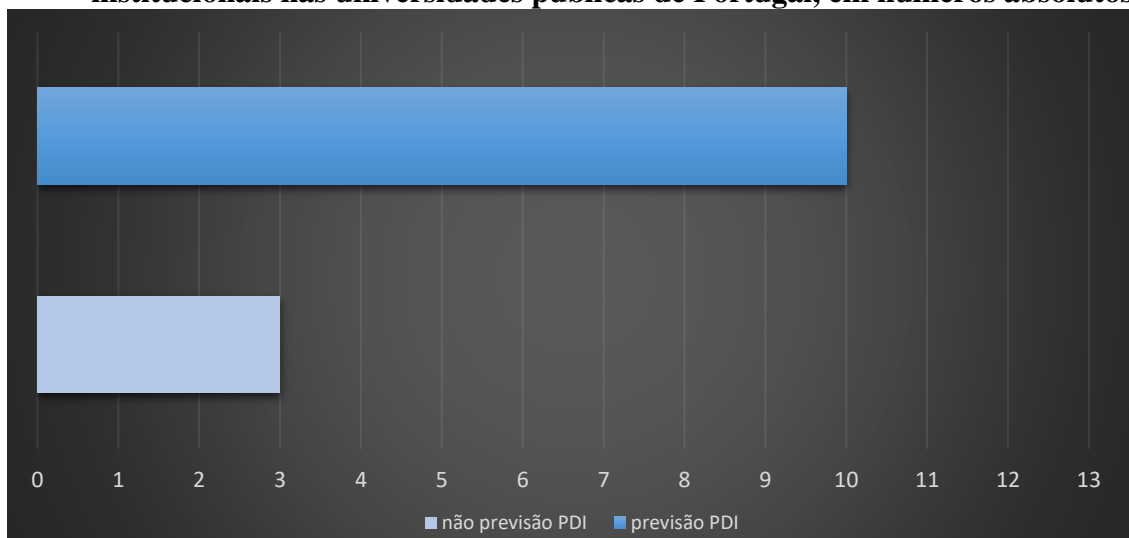 institucionais nas universidades públicas de Portugal, em números absolutos
0 1 2 3 4 5 6 7 8 9 10 11 12 13
não previsão PDI previsão PDI